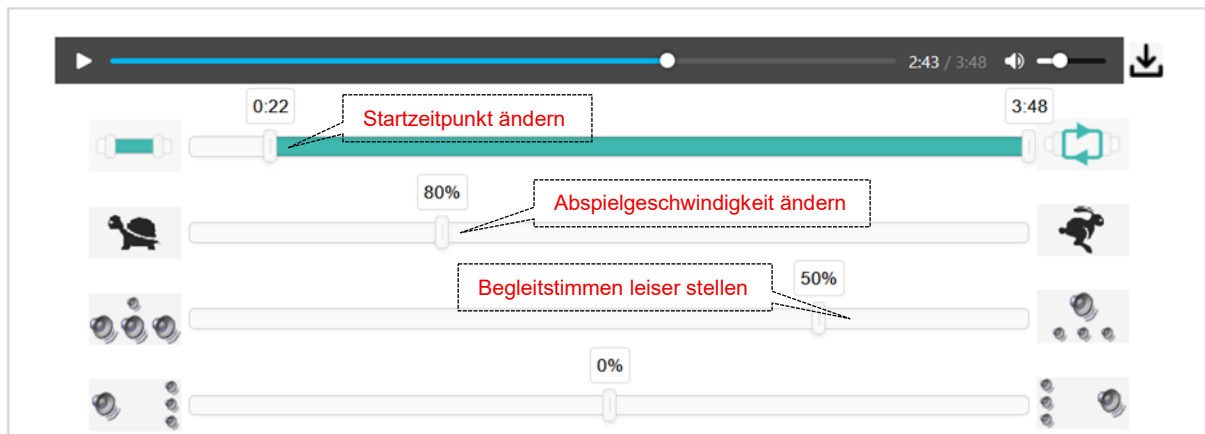 2:43 / 3:48
0:22
Startzeitpunkt ändern
3:48
80%
Abspielgeschwindigkeit ändern
Begleitstimmen leiser stellen
50%
0%